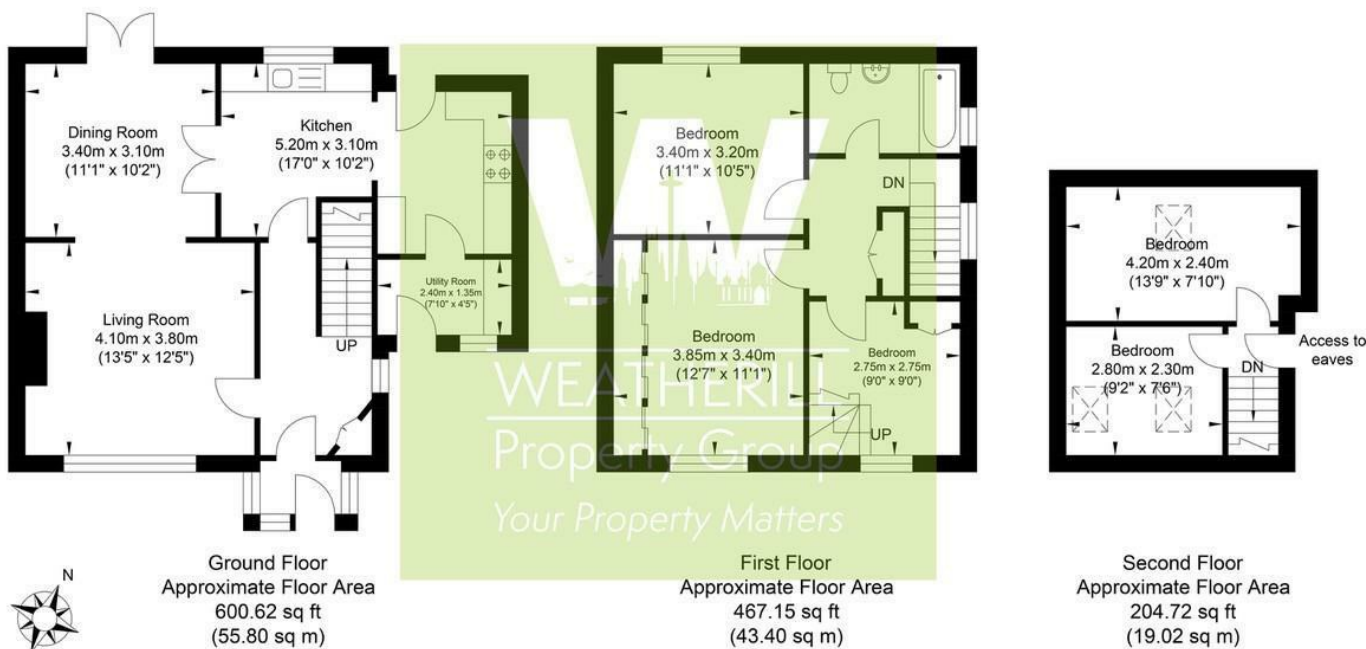 Dining Room
3.40m x 3.10m
(11'1" x 10'2")
Kitchen
5.20m x 3.10m
(17'0" x 10'2")
Living Room
4.10m x 3.80m
(13'5" x 12'5")
UP
Utility Room
2.40m x 1.35m
(7'10" x 4'5")
N
Ground Floor
Approximate Floor Area
600.62 sq ft
(55.80 sq m)
Bedroom
3.40m x 3.20m
(11'1" x 10'5")
DN
Bedroom
3.85m x 3.40m
(12'7" x 11'1")
Bedroom
2.75m x 2.75m
(9'0" x 9'0")
UP
W
WEATHERILL
Property Group
Your Property Matters
First Floor
Approximate Floor Area
467.15 sq ft
(43.40 sq m)
Bedroom
4.20m x 2.40m
(13'9" x 7'10")
Bedroom
2.80m x 2.30m
(9'2" x 7'6")
DN
Access to
eaves
Second Floor
Approximate Floor Area
204.72 sq ft
(19.02 sq m)